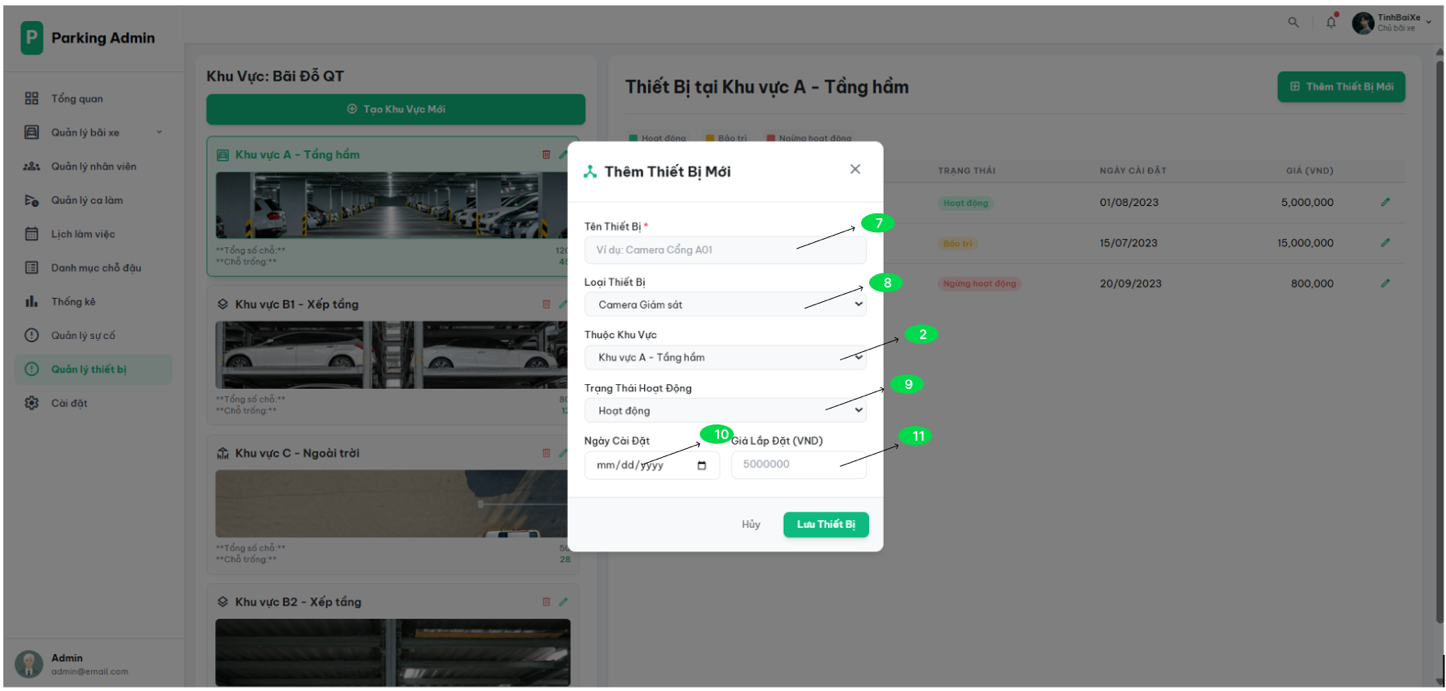 P Parking Admin
TinhBaiXe
Chủ bãi xe
Tổng quan
Quản lý bãi xe
Quản lý nhân viên
Quản lý ca làm
Lịch làm việc
Danh mục chỗ đậu
Thống kê
Quản lý sự cố
Quản lý thiết bị
Cài đặt
Admin
admin@email.com
Khu Vực: Bãi Đỗ QT
Tạo Khu Vực Mới
Khu vực A - Tầng hầm
**Tổng số chỗ:** 120
**Chỗ trống:**
Khu vực B1 - Xếp tầng
**Tổng số chỗ:** 80
**Chỗ trống:**
Khu vực C - Ngoài trời
**Tổng số chỗ:** 50
**Chỗ trống:** 28
Khu vực B2 - Xếp tầng
Thiết Bị tại Khu vực A - Tầng hầm
Thêm Thiết Bị Mới
Hoạt động Bảo trì Ngừng hoạt động
TRẠNG THÁI NGÀY CÀI ĐẶT GIÁ (VND)
Hoạt động 01/08/2023 5,000,000
Bảo trì 15/07/2023 15,000,000
Ngừng hoạt động 20/09/2023 800,000
Thêm Thiết Bị Mới
Tên Thiết Bị *
7
Ví dụ: Camera Cổng A01
Loại Thiết Bị
8
Camera Giám sát
Thuộc Khu Vực
2
Khu vực A - Tầng hầm
Trạng Thái Hoạt Động
9
Hoạt động
Ngày Cài Đặt
10
Giá Lắp Đặt (VND)
11
mm/dd/yyyy
5000000
Hủy
Lưu Thiết Bị